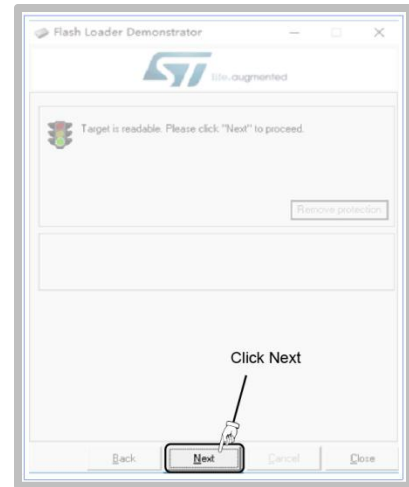 Flash Loader Demonstrator
ST
life.augmented
Target is readable. Please click "Next" to proceed.
Remove protection
Click Next
Back
Next
Cancel
Close